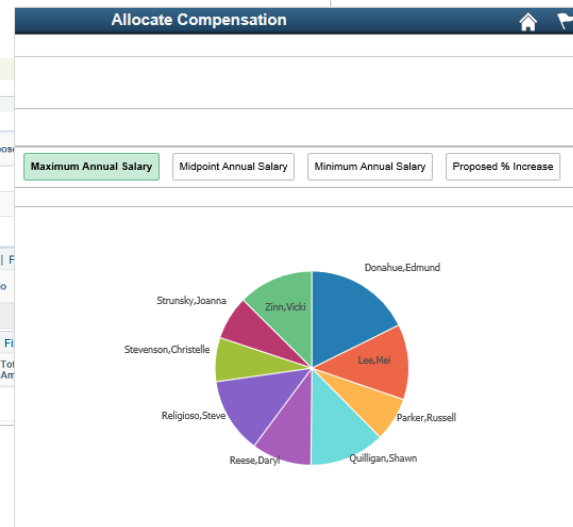 Allocate Compensation
Maximum Annual Salary
Midpoint Annual Salary
Minimum Annual Salary
Proposed % Increase
Donahue,Edmund
Strunsky,Joanna
Zinn,Vicki
Stevenson,Christelle
Lee,Mei
Religioso,Steve
Parker,Russell
Reese,Daryl
Quilligan,Shawn